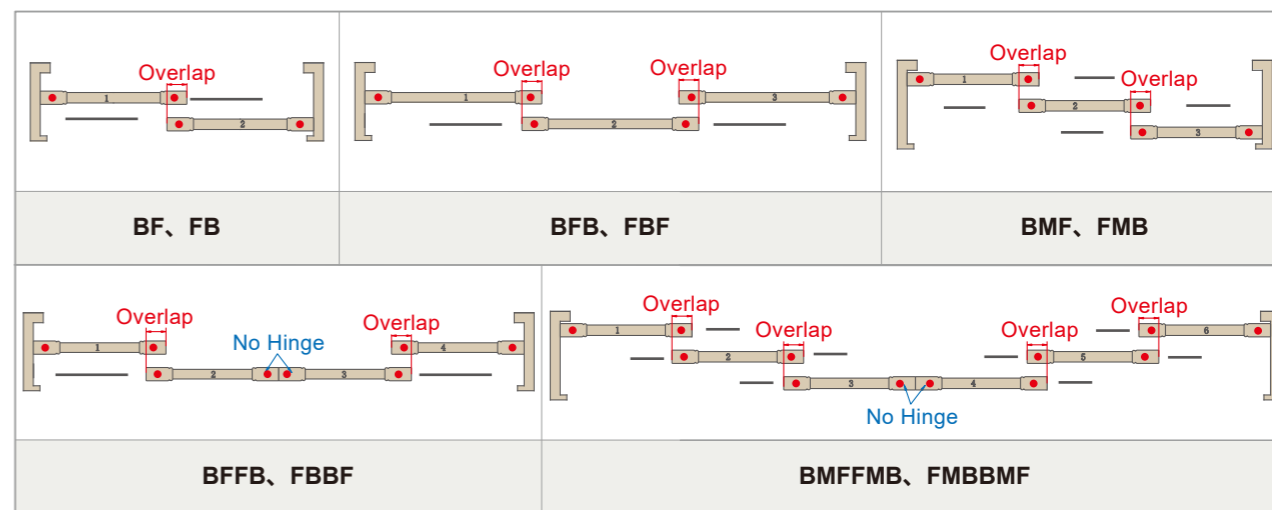 Overlap
1
2
BF、FB
Overlap
Overlap
1
2
3
BFB、FBF
Overlap
Overlap
1
2
3
BMF、FMB
Overlap
Overlap
No Hinge
1
2
3
4
BFFB、FBBF
Overlap
Overlap
Overlap
Overlap
1
2
3
4
5
6
No Hinge
BMFFMB、FMBBMF